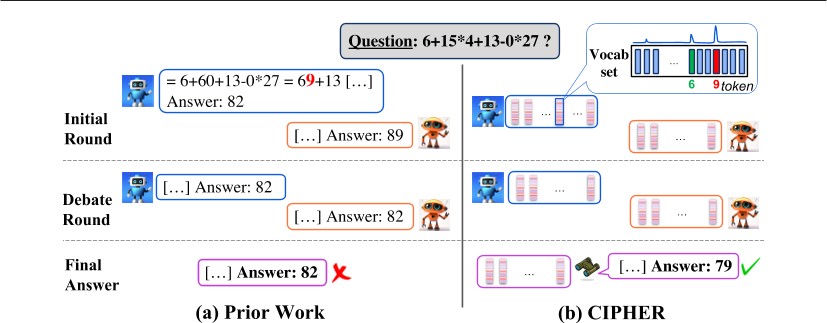 Question: 6+15*4+13-0*27 ?
Initial
Round
= 6+60+13-0*27 = 69+13 […]
Answer: 82
[…] Answer: 89
Vocab
set
...
6
9
token
...
...
...
Debate
Round
[…] Answer: 82
[…] Answer: 82
...
...
Final
Answer
[…] Answer: 82
...
[…] Answer: 79
(a) Prior Work
(b) CIPHER